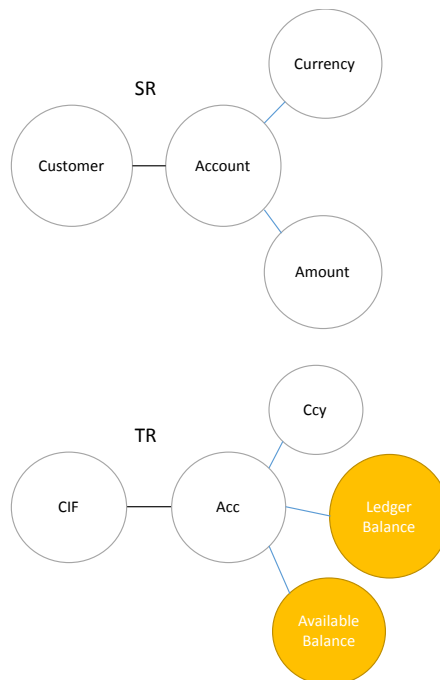 SR
Currency
Customer
Account
Amount
TR
Ccy
CIF
Acc
Ledger
Balance
Available
Balance